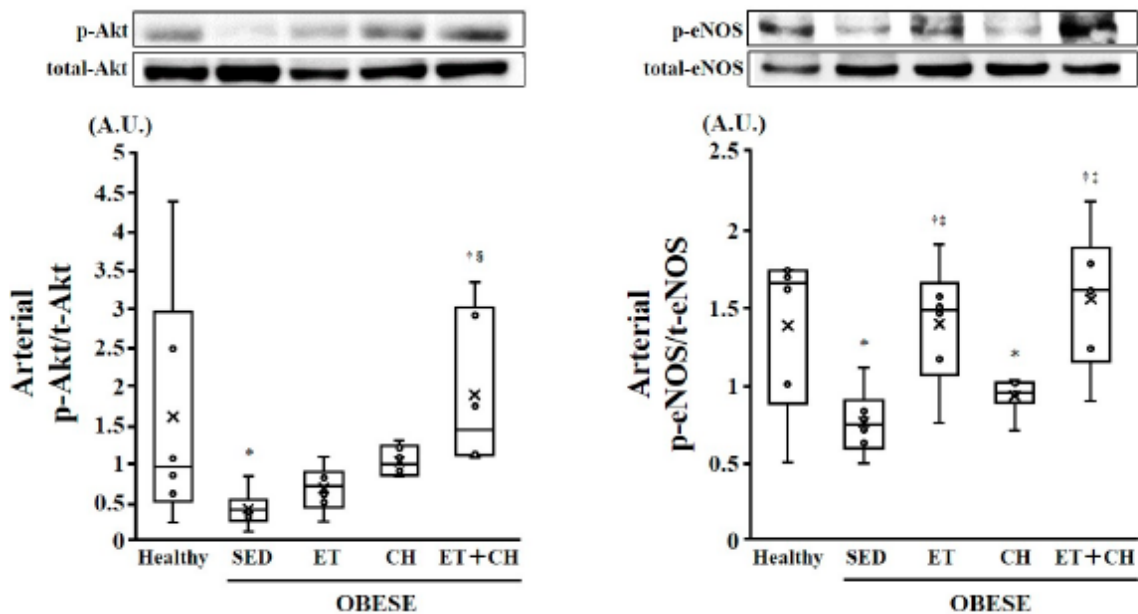 p-Akt
total-Akt
(A.U.)
5
4.5
4
3.5
3
2.5
2
1.5
1
0.5
0
Arterial
p-Akt/t-Akt
*
†§
Healthy SED ET CH ET+CH
OBESE
p-eNOS
total-eNOS
(A.U.)
2.5
2
1.5
1
0.5
0
Arterial
p-eNOS/t-eNOS
*
†‡
*
†‡
Healthy SED ET CH ET+CH
OBESE